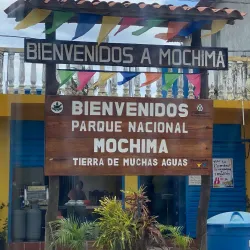 BIENVENIDOS A MOCHIMA
BIENVENIDOS
PARQUE NACIONAL
MOCHIMA
TIERRA DE MUCHAS AGUAS